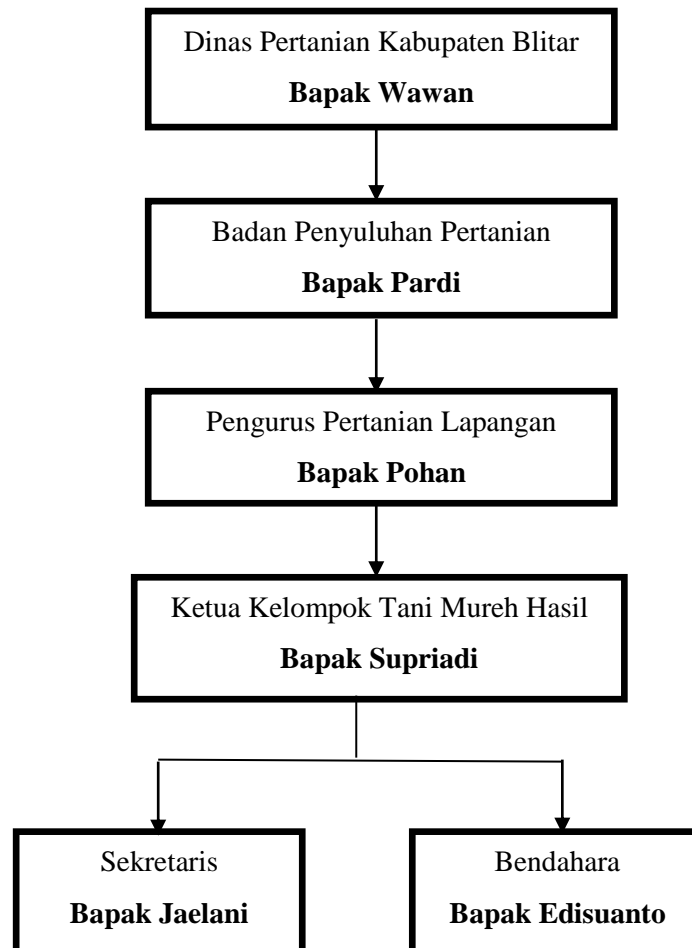 Dinas Pertanian Kabupaten Blitar
Bapak Wawan
Badan Penyuluhan Pertanian
Bapak Pardi
Pengurus Pertanian Lapangan
Bapak Pohan
Ketua Kelompok Tani Mureh Hasil
Bapak Supriadi
Sekretaris
Bapak Jaelani
Bendahara
Bapak Edisuanto